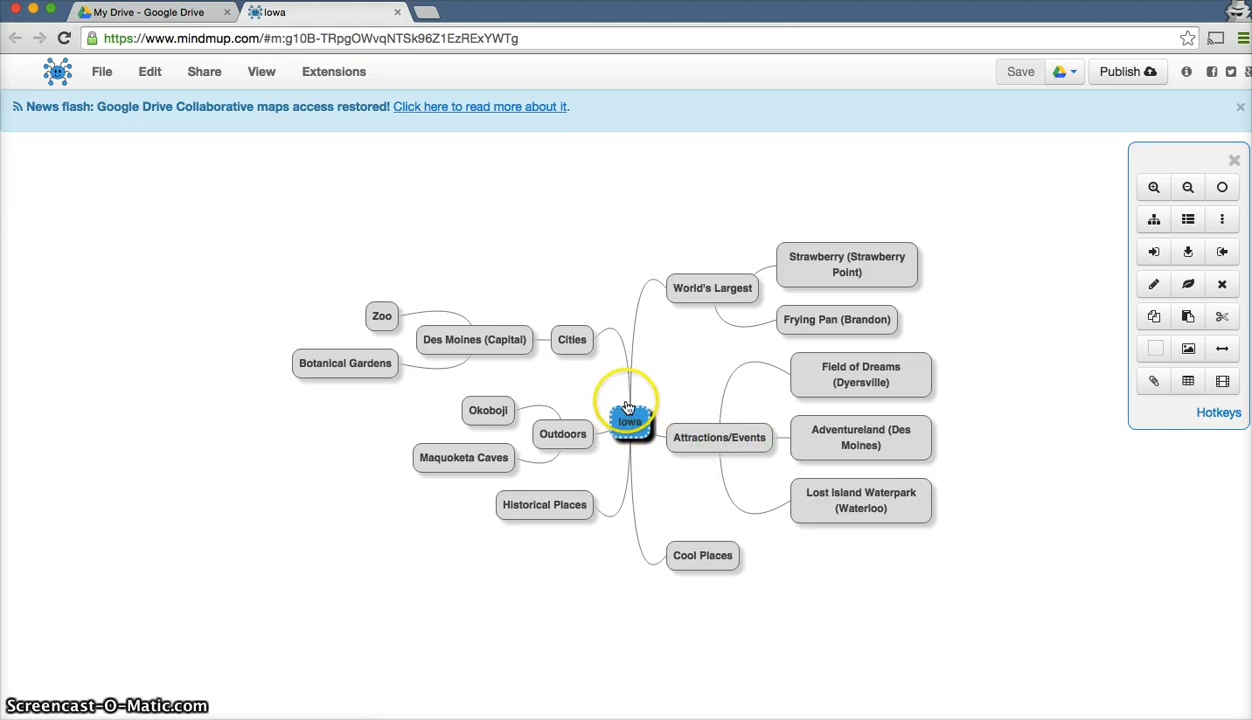 My Drive - Google Drive
Iowa
https://www.mindmup.com/#m:g10B-TRpgOWvqNTSk96Z1EzRExYWTg
File Edit Share View Extensions
Save
Publish
News flash: Google Drive Collaborative maps access restored! Click here to read more about it.
Strawberry (Strawberry
Point)
World's Largest
Frying Pan (Brandon)
Zoo
Des Moines (Capital)
Cities
Botanical Gardens
Field of Dreams
(Dyersville)
Okoboji
Iowa
Outdoors
Attractions/Events
Adventureland (Des
Moines)
Maquoketa Caves
Historical Places
Lost Island Waterpark
(Waterloo)
Cool Places
Hotkeys
Screencast-O-Matic.com